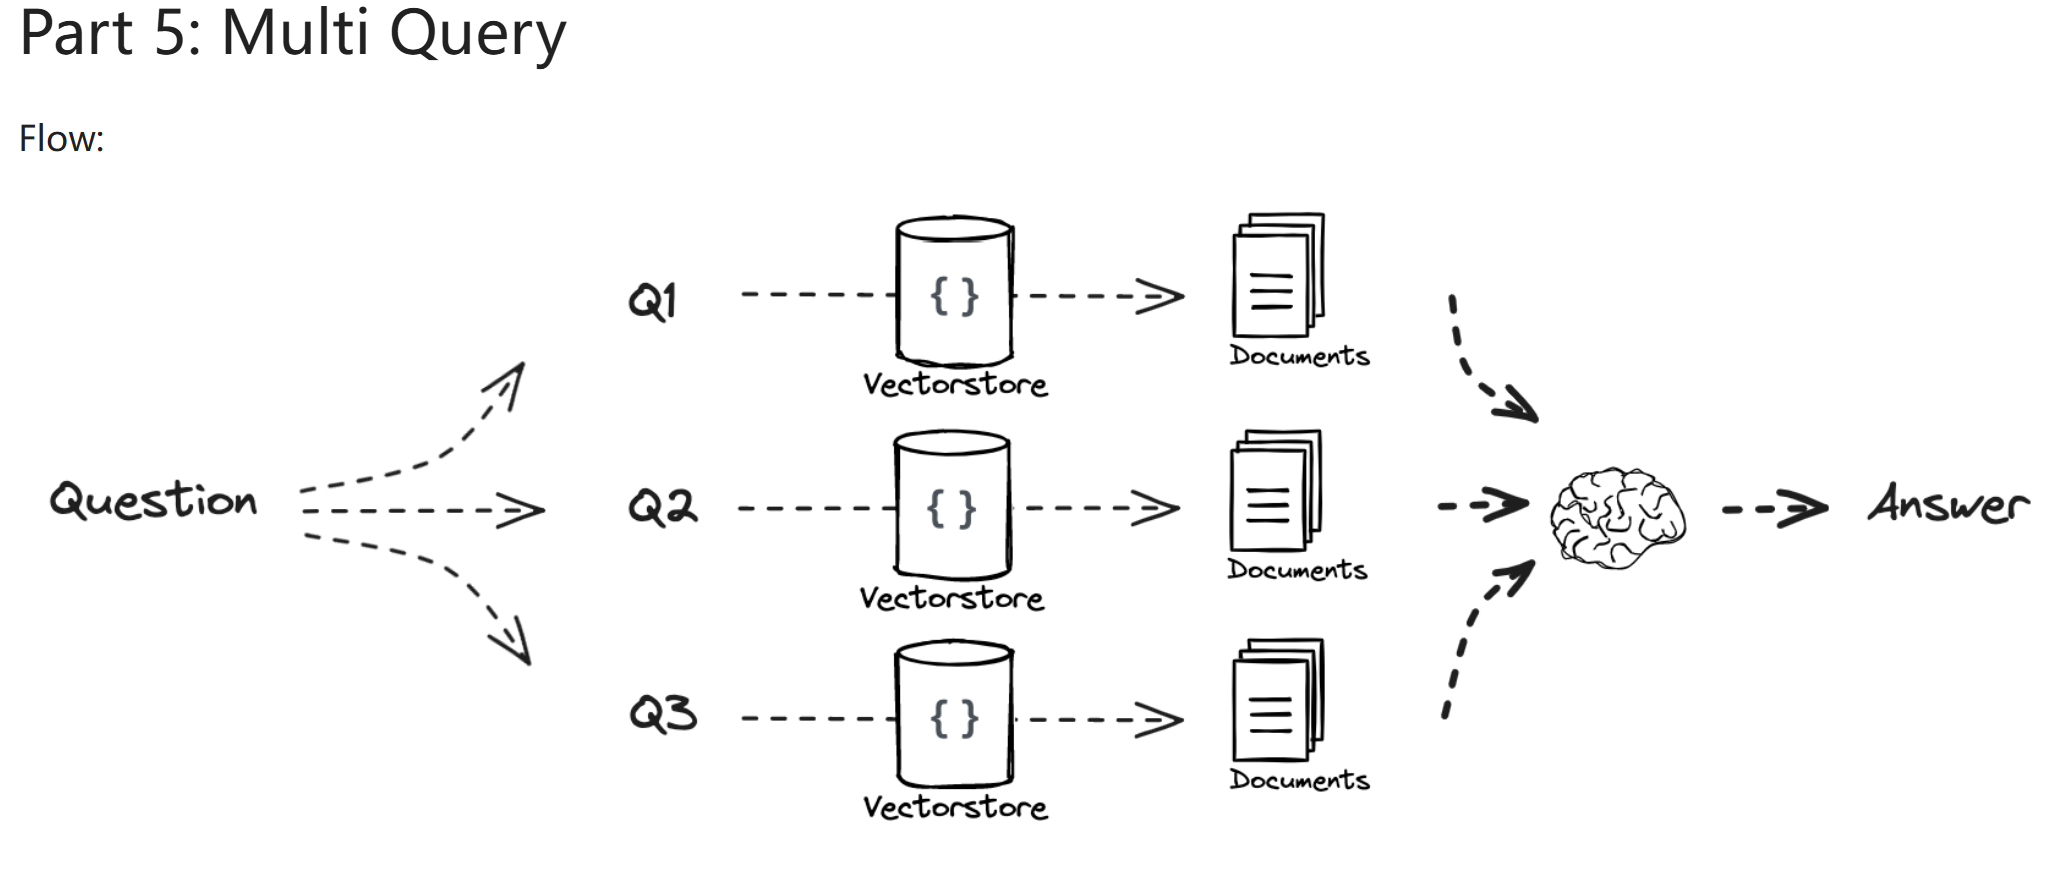 Part 5: Multi Query
Flow:
Question
Q1
{ }
Vectorstore
Documents
Q2
{ }
Vectorstore
Documents
Q3
{ }
Vectorstore
Documents
Answer